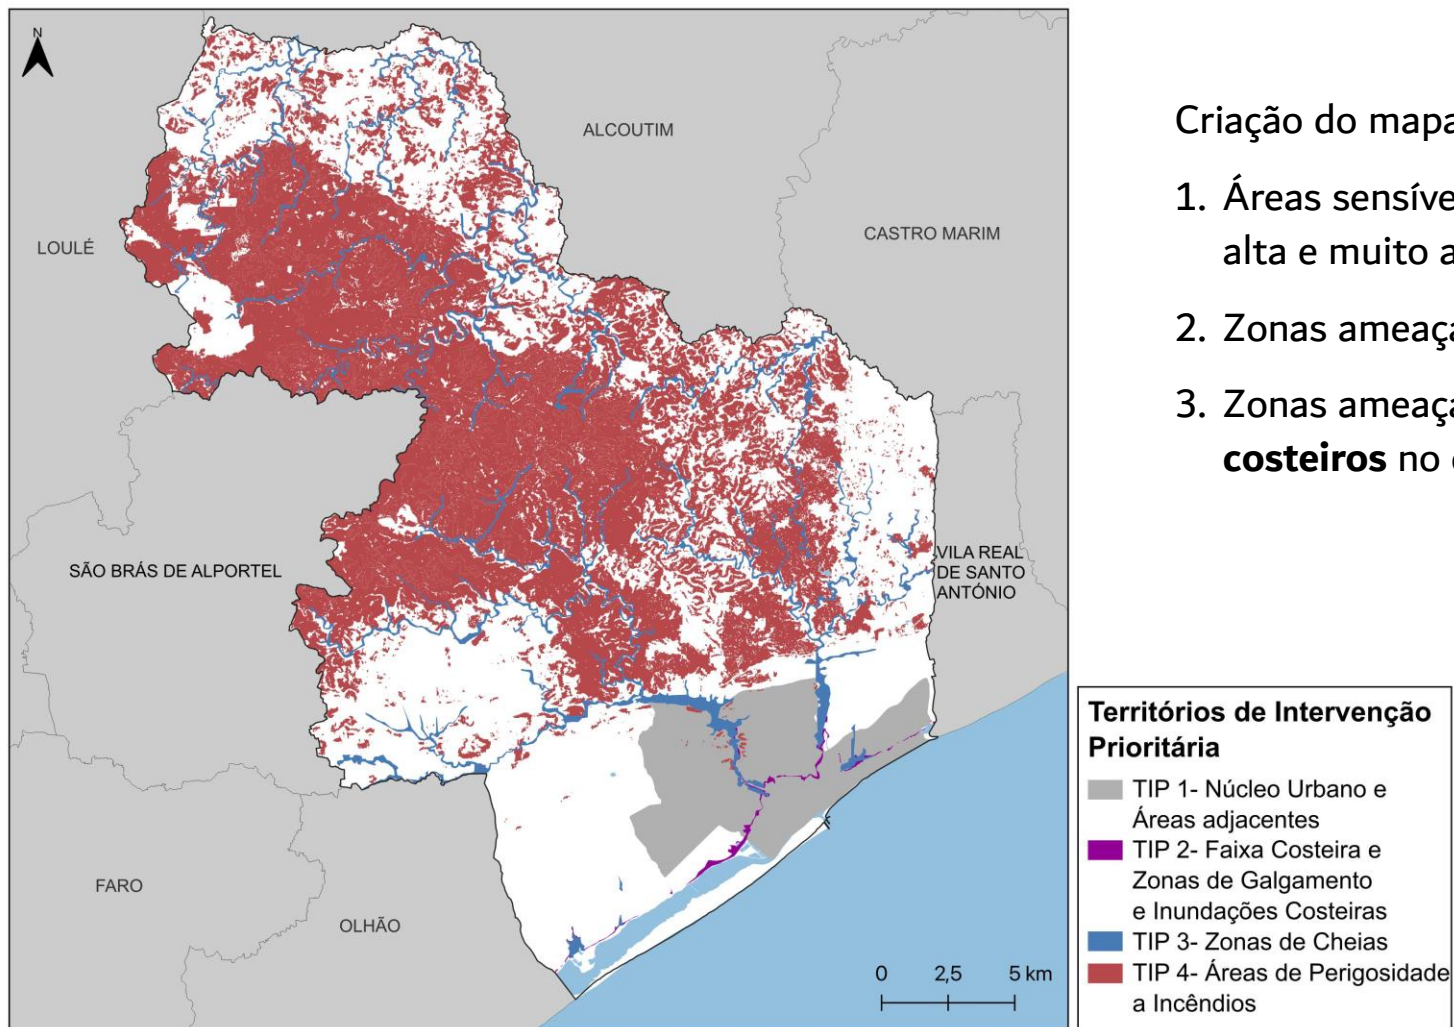 N
ALCOUTIM
LOULÉ
CASTRO MARIM
SÃO BRÁS DE ALPORTEL
VILA REAL
DE SANTO
ANTÓNIO
FARO
OLHÃO
0 2,5 5 km
Criação do mapa
1. Áreas sensíve
alta e muito a
2. Zonas ameaça
3. Zonas ameaça
costeiros no
Territórios de Intervenção
Prioritária
TIP 1- Núcleo Urbano e
Áreas adjacentes
TIP 2- Faixa Costeira e
Zonas de Galgamento
e Inundações Costeiras
TIP 3- Zonas de Cheias
TIP 4- Áreas de Perigosidade
a Incêndios